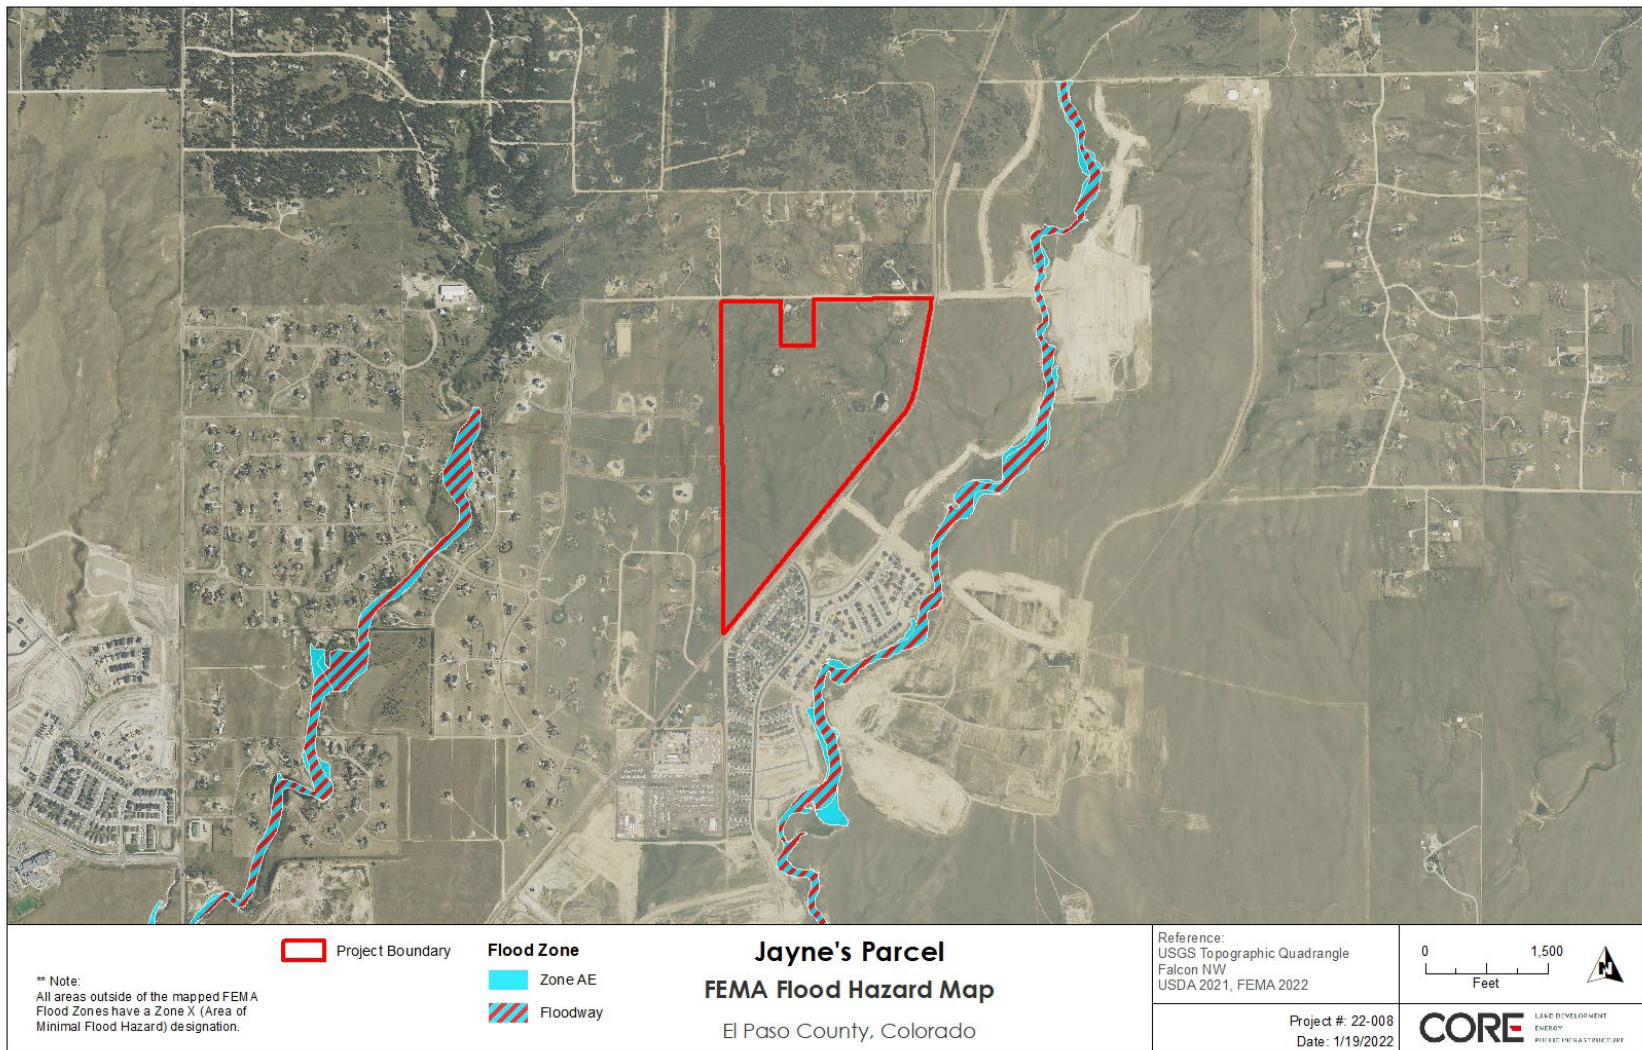 Project Boundary
** Note:
All areas outside of the mapped FEMA
Flood Zones have a Zone X (Area of
Minimal Flood Hazard) designation.
Flood Zone
Zone AE
Floodway
Jayne's Parcel
FEMA Flood Hazard Map
El Paso County, Colorado
Reference:
USGS Topographic Quadrangle
Falcon NW
USDA 2021, FEMA 2022
Project #: 22-008
Date: 1/19/2022
0 1,500
Feet
N
CORE
LAND DEVELOPMENT
ENERGY
PUBLIC INFRASTRUCTURE